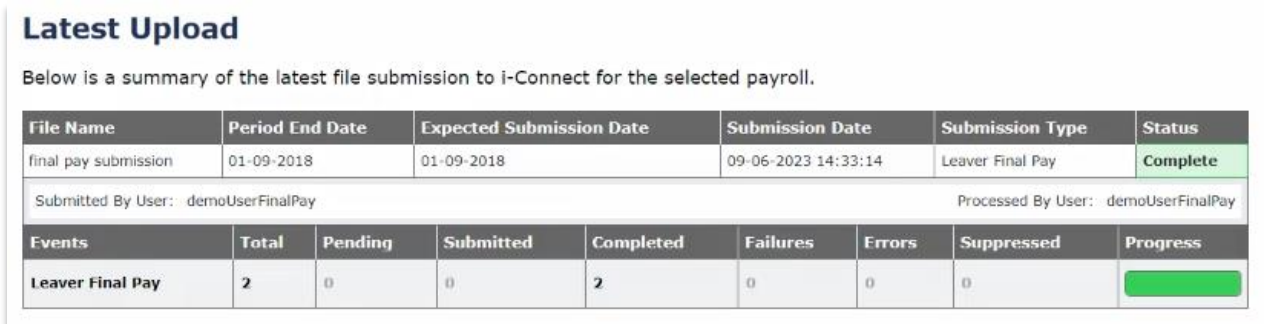 Latest Upload
Below is a summary of the latest file submission to i-Connect for the selected payroll.
File Name Period End Date Expected Submission Date Submission Date Submission Type Status
final pay submission 01-09-2018 01-09-2018 09-06-2023 14:33:14 Leaver Final Pay Complete
Submitted By User: demoUserFinalPay Processed By User: demoUserFinalPay
Events Total Pending Submitted Completed Failures Errors Suppressed Progress
Leaver Final Pay 2 0 0 2 0 0 0